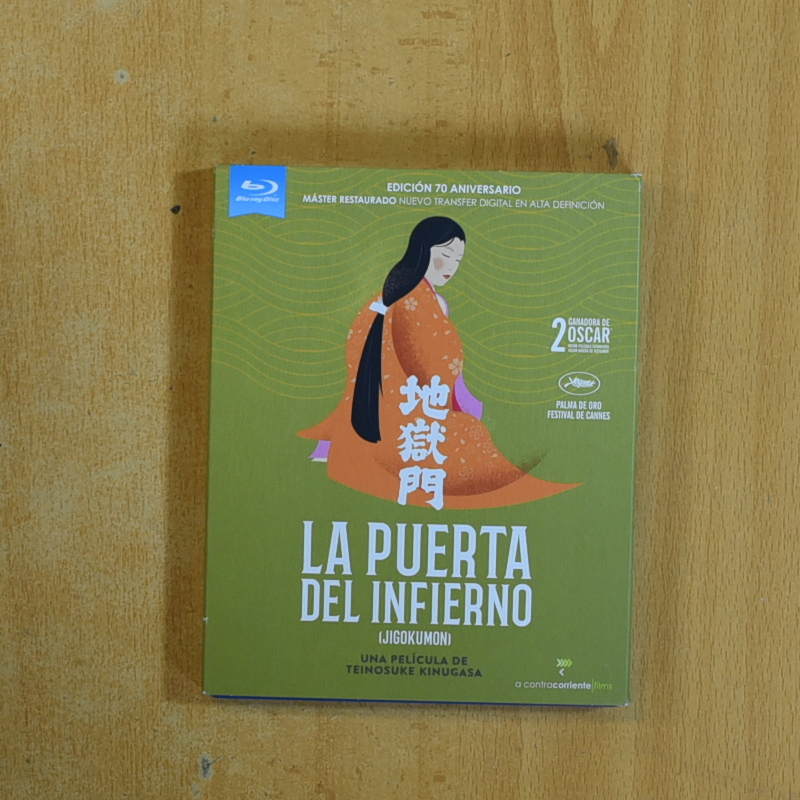 Blu-ray Disc
EDICIÓN 70 ANIVERSARIO
MÁSTER RESTAURADO NUEVO TRANSFER DIGITAL EN ALTA DEFINICIÓN
2 GANADORA DE
OSCAR
PALMA DE ORO
FESTIVAL DE CANNES
地
獄
門
LA PUERTA
DEL INFIERNO
(JIGOKUMON)
UNA PELÍCULA DE
TEINOSUKE KINUGASA
a contracorriente films